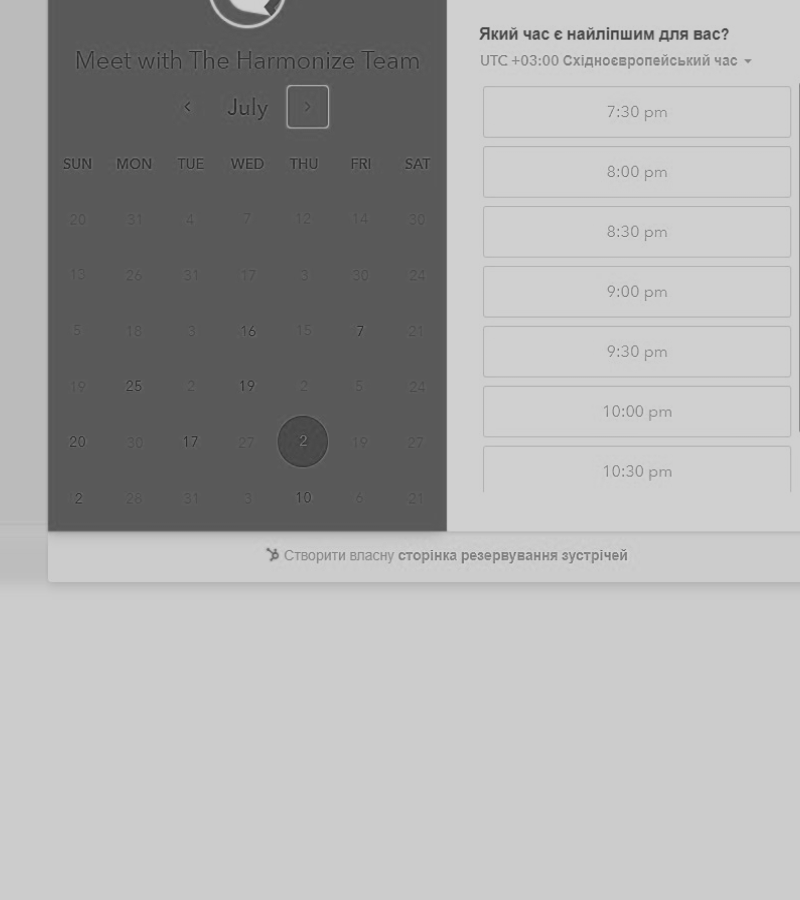 Meet with The Harmonize Team
July
SUN MON TUE WED THU FRI SAT
20 31 4 7 12 14 30
13 26 31 17 3 30 24
5 18 3 16 15 7 21
19 25 2 19 2 5 24
20 30 17 27 2 19 27
2 28 31 3 10 6 21
Який час є найліпшим для вас?
UTC +03:00 Східноєвропейський час
7:30 pm
8:00 pm
8:30 pm
9:00 pm
9:30 pm
10:00 pm
10:30 pm
Створити власну сторінка резервування зустрічей